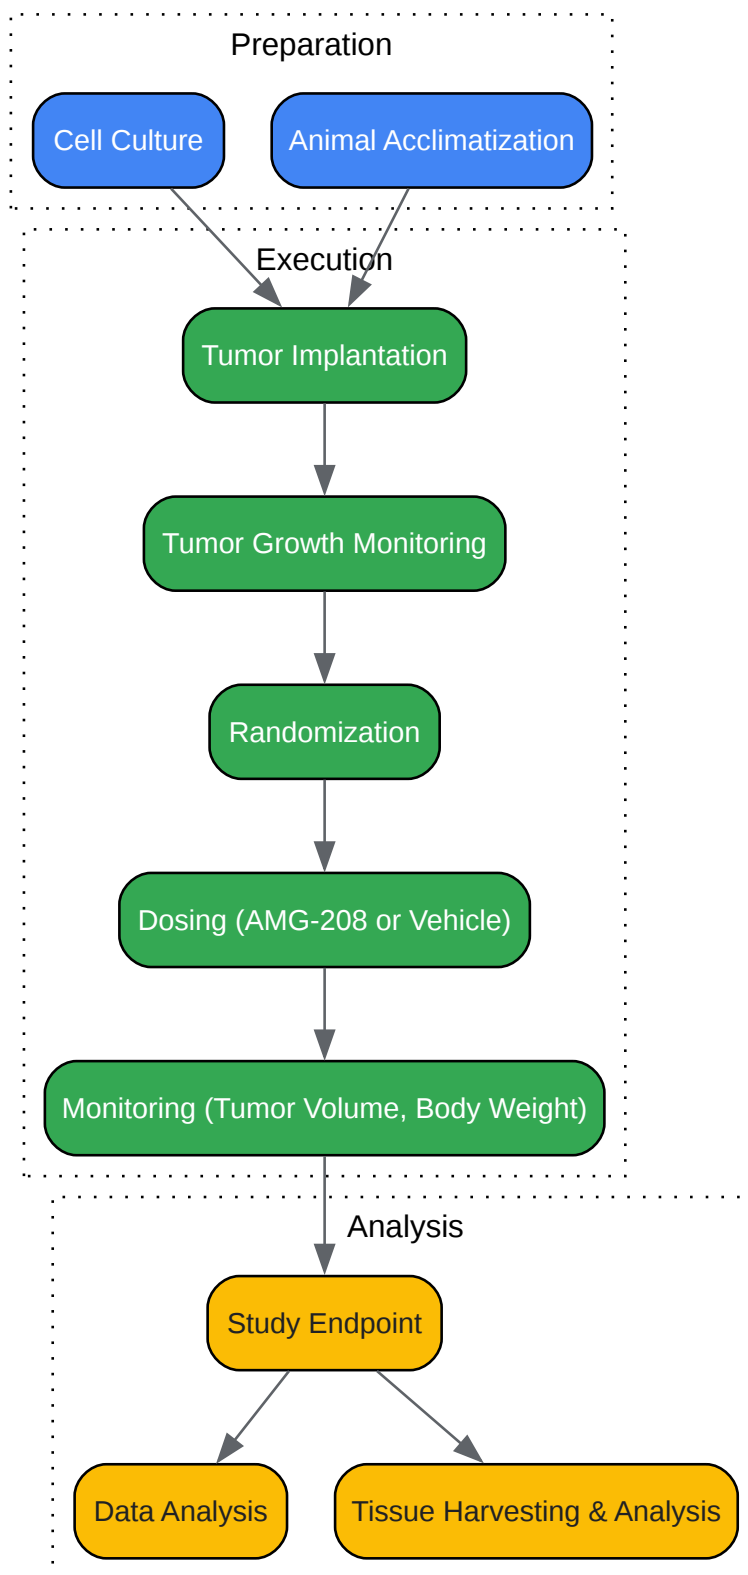 Preparation
Cell Culture
Animal Acclimatization
Execution
Tumor Implantation
Tumor Growth Monitoring
Randomization
Dosing (AMG-208 or Vehicle)
Monitoring (Tumor Volume, Body Weight)
Analysis
Study Endpoint
Data Analysis
Tissue Harvesting & Analysis